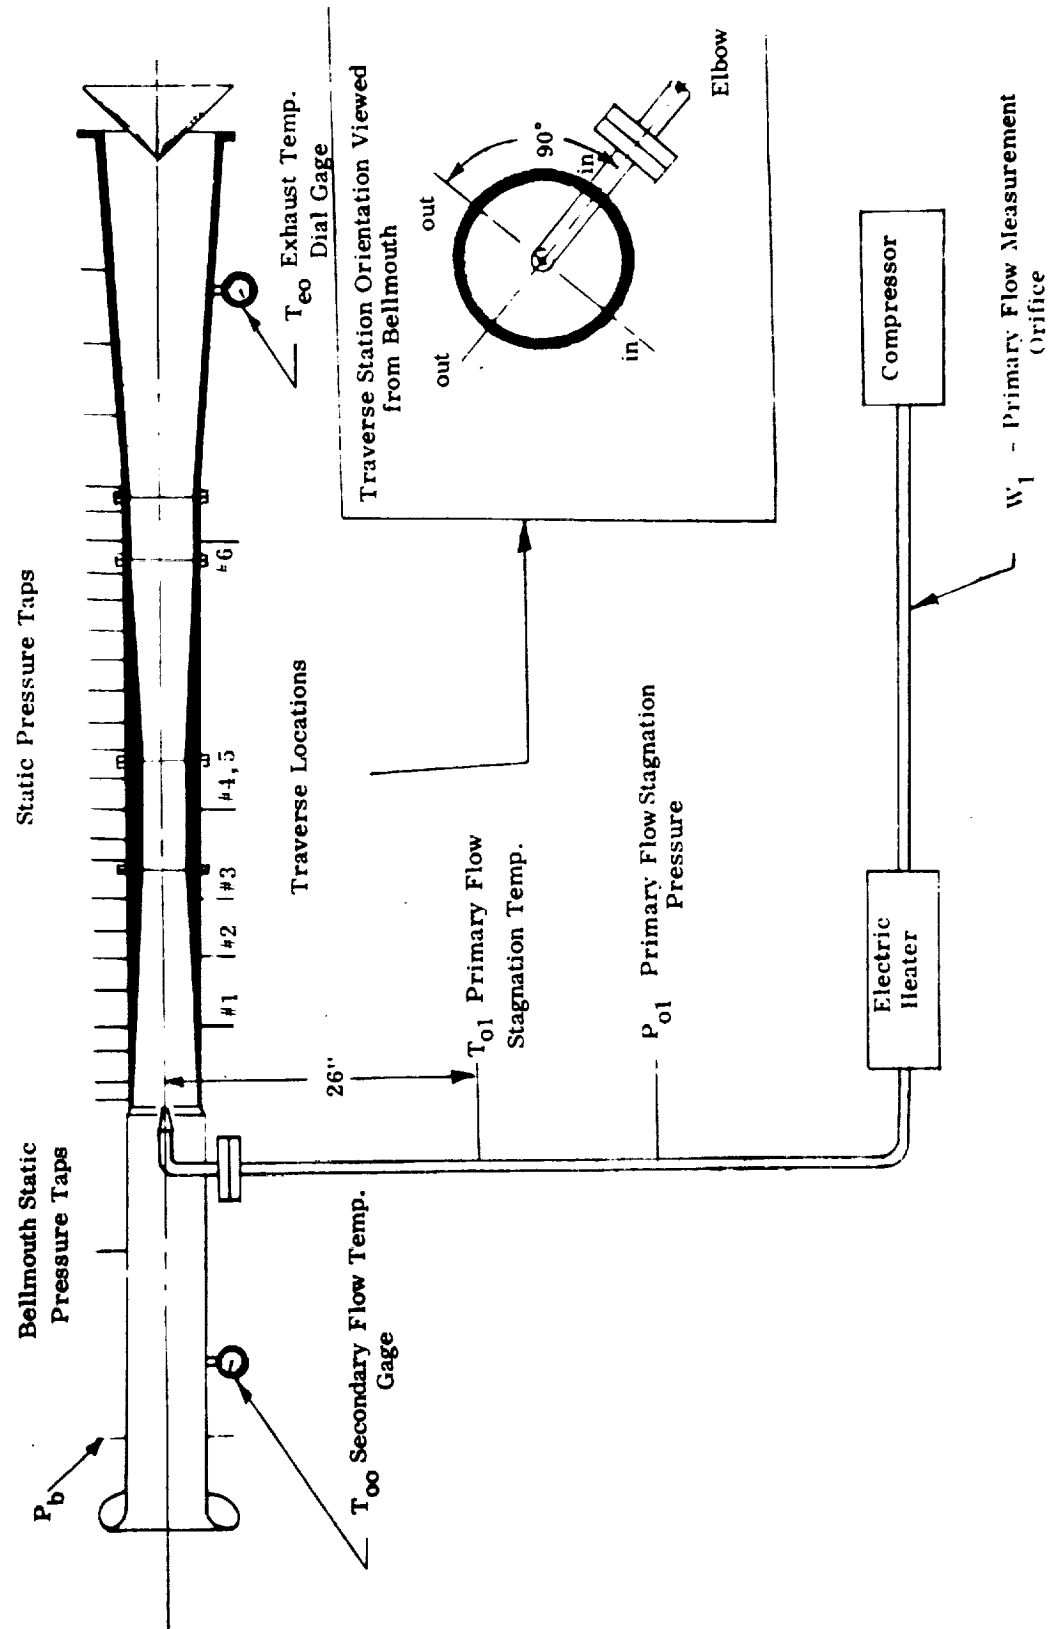 Bellmouth Static
Pressure Taps
Static Pressure Taps
P_b
#1
#2
#3
#4, 5
#6
T_oo Secondary Flow Temp.
Gage
26"
Traverse Locations
T_eo Exhaust Temp.
Dial Gage
T_01 Primary Flow
Stagnation Temp.
P_01 Primary Flow Stagnation
Pressure
Traverse Station Orientation Viewed
from Bellmouth
out
out
in
in
90°
Elbow
Electric
Heater
Compressor
W_1 - Primary Flow Measurement
Orifice